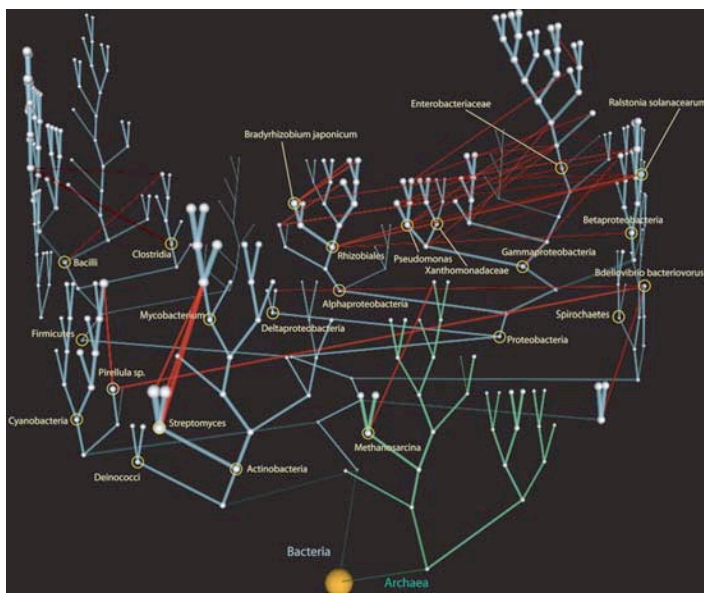 Enterobacteriaceae
Ralstonia solanacearum
Bradyrhizobium japonicum
Betaproteobacteria
Clostridia
Rhizobiales
Pseudomonas
Gammaproteobacteria
Bacilli
Xanthomonadaceae
Bdellovibrio bacteriovorus
Alphaproteobacteria
Mycobacterium
Spirochaetes
Deltaproteobacteria
Firmicutes
Proteobacteria
Pirellula sp.
Cyanobacteria
Streptomyces
Methanosarcina
Deinococci
Actinobacteria
Bacteria
Archaea